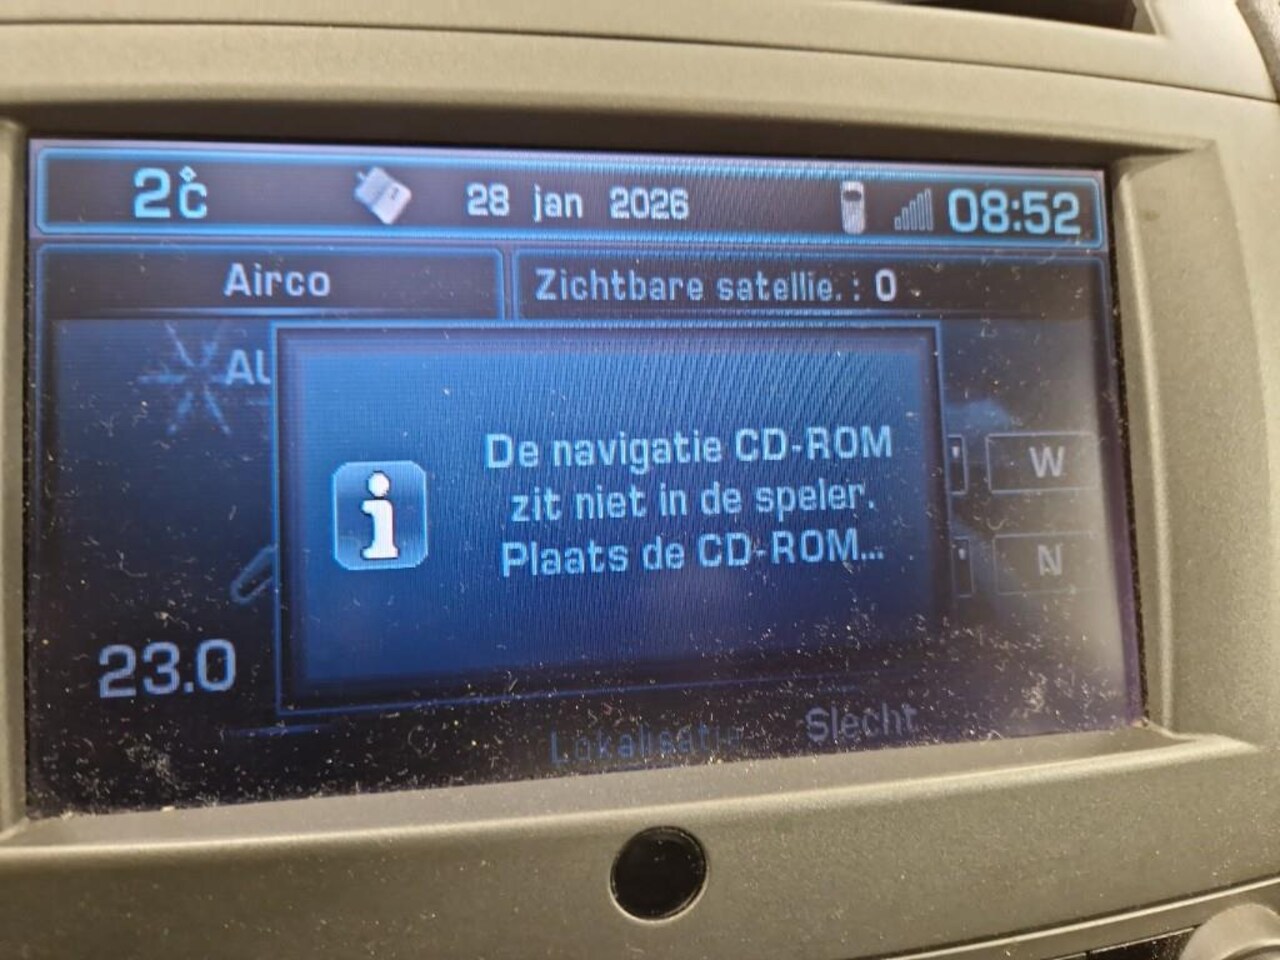 2°C 28 jan 2026 08:52
Airco
Zichtbare satellie. : 0
De navigatie CD-ROM
zit niet in de speler.
Plaats de CD-ROM...
W
N
23.0
Lokalisatie Slecht